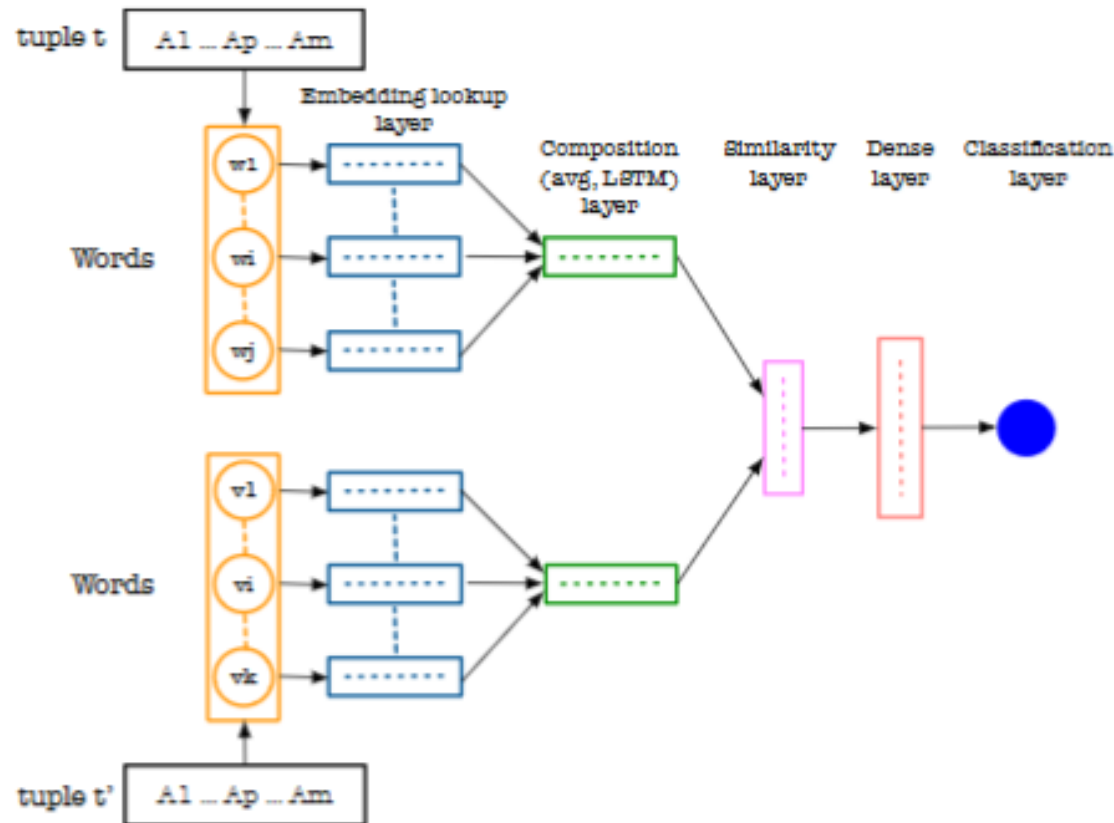 tuple t
A1 ... Ap ... Am
Embedding lookup
layer
Composition
(avg, LSTM)
layer
Similarity
layer
Dense
layer
Classification
layer
Words
w1
wi
wj
Words
v1
vi
vk
tuple t'
A1 ... Ap ... Am